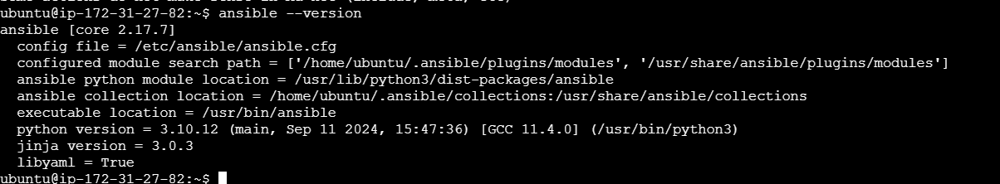 ubuntu@ip-172-31-27-82:~$ ansible --version
ansible [core 2.17.7]
  config file = /etc/ansible/ansible.cfg
  configured module search path = ['/home/ubuntu/.ansible/plugins/modules', '/usr/share/ansible/plugins/modules']
  ansible python module location = /usr/lib/python3/dist-packages/ansible
  ansible collection location = /home/ubuntu/.ansible/collections:/usr/share/ansible/collections
  executable location = /usr/bin/ansible
  python version = 3.10.12 (main, Sep 11 2024, 15:47:36) [GCC 11.4.0] (/usr/bin/python3)
  jinja version = 3.0.3
  libyaml = True
ubuntu@ip-172-31-27-82:~$